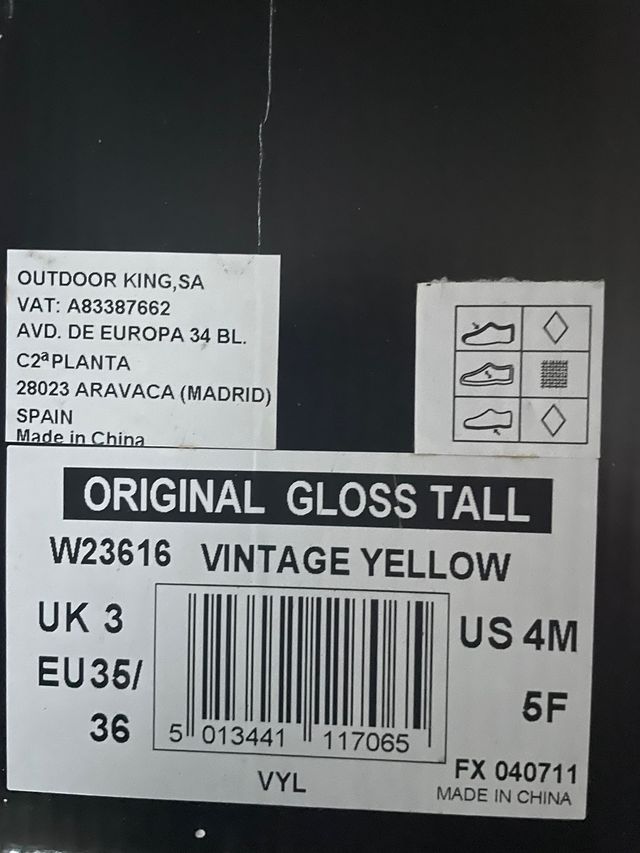 OUTDOOR KING,SA
VAT: A83387662
AVD. DE EUROPA 34 BL.
C2ªPLANTA
28023 ARAVACA (MADRID)
SPAIN
Made in China
ORIGINAL GLOSS TALL
W23616 VINTAGE YELLOW
UK 3
EU35/
36
US 4M
5F
5 013441 117065
VYL
FX 040711
MADE IN CHINA